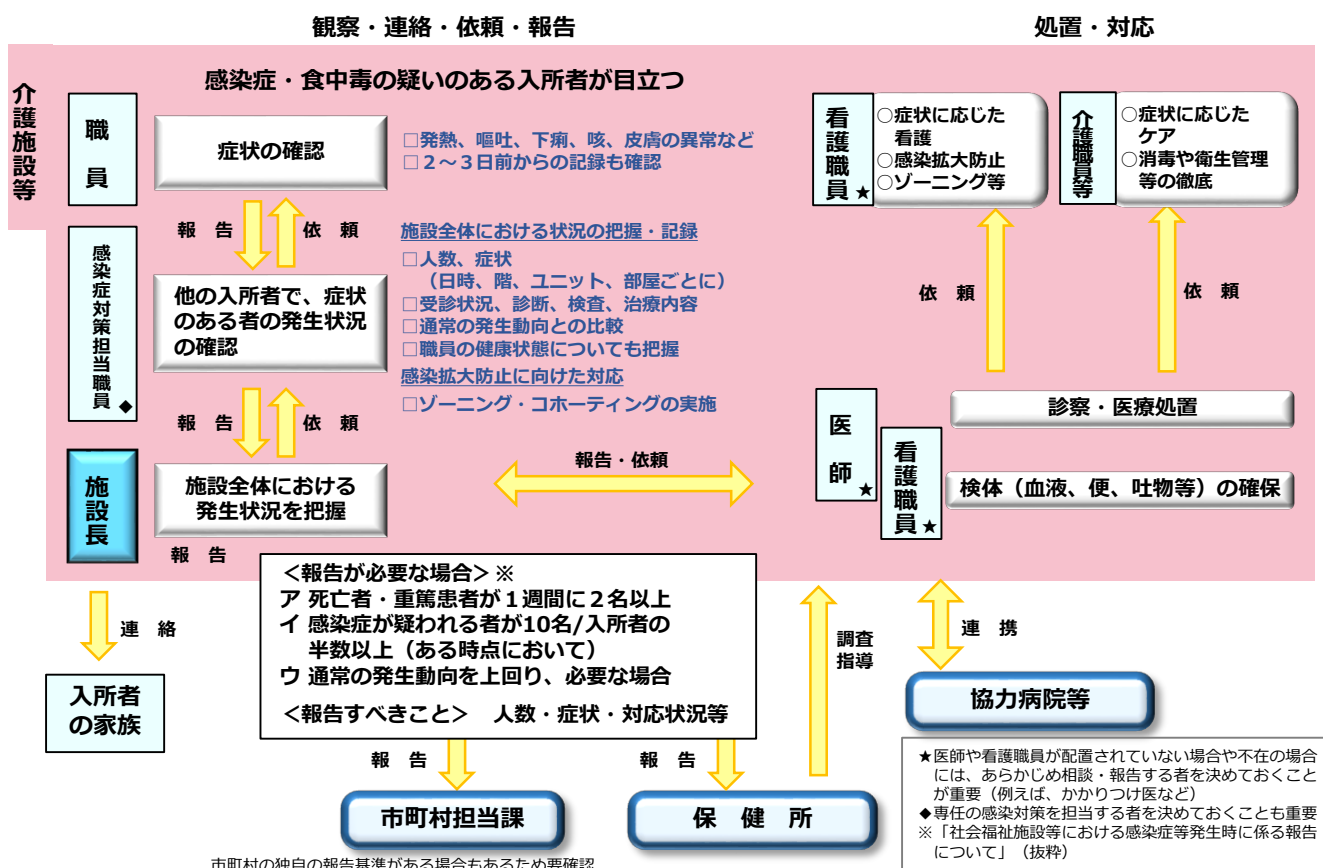 観察・連絡・依頼・報告
処置・対応
介護施設等
感染症・食中毒の疑いのある入所者が目立つ
職員
症状の確認
□発熱、嘔吐、下痢、咳、皮膚の異常など
□２～３日前からの記録も確認
報告
依頼
感染症対策担当職員◆
他の入所者で、症状
のある者の発生状況
の確認
施設全体における状況の把握・記録
□人数、症状
（日時、階、ユニット、部屋ごとに）
□受診状況、診断、検査、治療内容
□通常の発生動向との比較
□職員の健康状態についても把握
感染拡大防止に向けた対応
□ゾーニング・コホーティングの実施
報告
依頼
施設長
施設全体における
発生状況を把握
報告
報告・依頼
看護職員★
○症状に応じた
看護
○感染拡大防止
○ゾーニング等
介護職員等
○症状に応じた
ケア
○消毒や衛生管理
等の徹底
依頼
依頼
医師★
看護職員★
診察・医療処置
検体（血液、便、吐物等）の確保
連絡
入所者
の家族
＜報告が必要な場合＞※
ア 死亡者・重篤患者が１週間に２名以上
イ 感染症が疑われる者が10名/入所者の
半数以上（ある時点において）
ウ 通常の発生動向を上回り、必要な場合
＜報告すべきこと＞　人数・症状・対応状況等
報告
報告
調査
指導
連携
市町村担当課
保健所
協力病院等
★医師や看護職員が配置されていない場合や不在の場合
には、あらかじめ相談・報告する者を決めておくこと
が重要（例えば、かかりつけ医など）
◆専任の感染対策を担当する者を決めておくことも重要
※「社会福祉施設等における感染症等発生時に係る報告
について」（抜粋）
市町村の独自の報告基準がある場合もあるため要確認